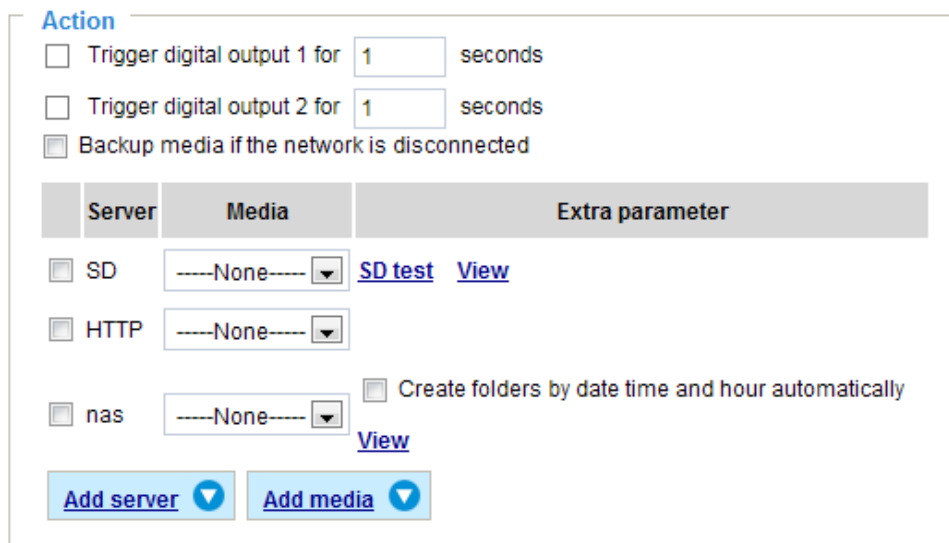 Action
Trigger digital output 1 for 1 seconds
Trigger digital output 2 for 1 seconds
Backup media if the network is disconnected
Server Media Extra parameter
SD -----None----- SD test View
HTTP -----None-----
Create folders by date time and hour automatically
nas -----None-----
View
Add server Add media